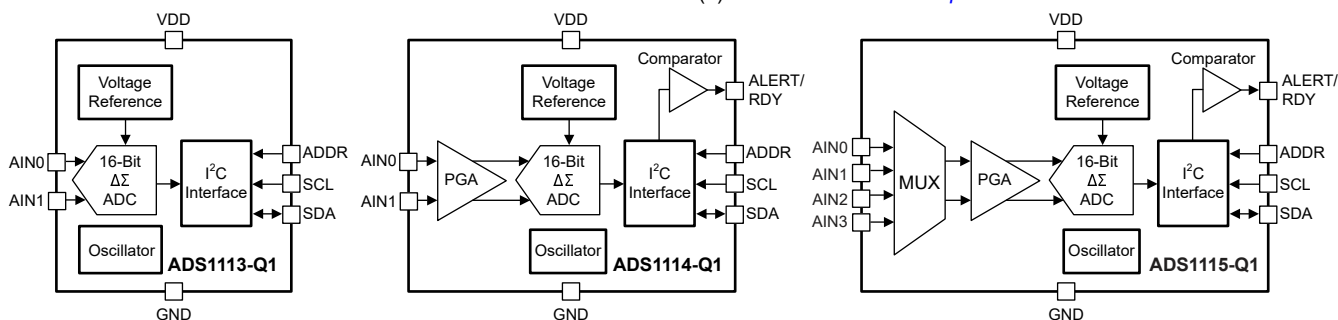 VDD
Voltage
Reference
AIN0
AIN1
16-Bit
ΔΣ
ADC
I²C
Interface
ADDR
SCL
SDA
Oscillator
ADS1113-Q1
GND
VDD
Comparator
ALERT/
RDY
Voltage
Reference
AIN0
AIN1
PGA
16-Bit
ΔΣ
ADC
I²C
Interface
ADDR
SCL
SDA
Oscillator
ADS1114-Q1
GND
VDD
Comparator
ALERT/
RDY
Voltage
Reference
AIN0
AIN1
AIN2
AIN3
MUX
PGA
16-Bit
ΔΣ
ADC
I²C
Interface
ADDR
SCL
SDA
Oscillator
ADS1115-Q1
GND